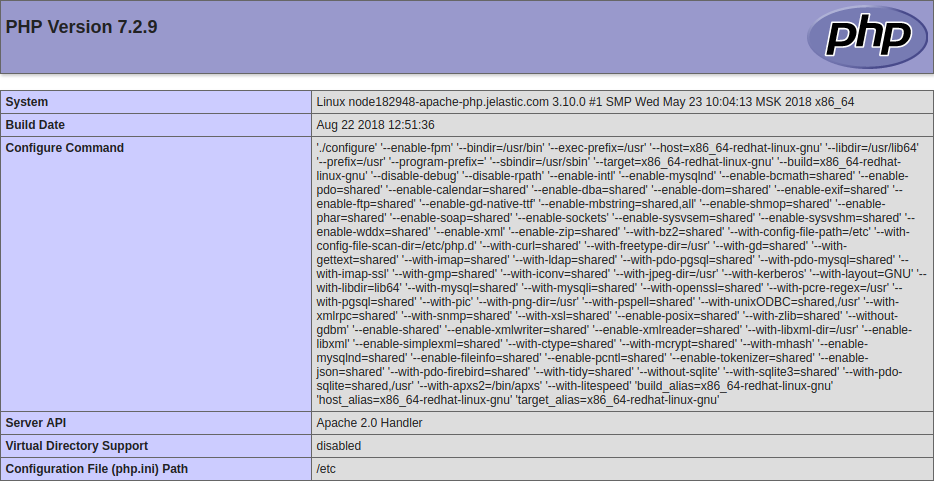 PHP Version 7.2.9
php
System
Linux node182948-apache-php.jelastic.com 3.10.0 #1 SMP Wed May 23 10:04:13 MSK 2018 x86_64
Build Date
Aug 22 2018 12:51:36
Configure Command
'./configure' '--enable-fpm' '--bindir=/usr/bin' '--exec-prefix=/usr' '--host=x86_64-redhat-linux-gnu' '--libdir=/usr/lib64'
'--prefix=/usr' '--program-prefix=' '--sbindir=/usr/sbin' '--target=x86_64-redhat-linux-gnu' '--build=x86_64-redhat-
linux-gnu' '--disable-debug' '--disable-rpath' '--enable-intl' '--enable-mysqlnd' '--enable-bcmath=shared' '--enable-
pdo=shared' '--enable-calendar=shared' '--enable-dba=shared' '--enable-dom=shared' '--enable-exif=shared' '--
enable-ftp=shared' '--enable-gd-native-ttf' '--enable-mbstring=shared,all' '--enable-shmop=shared' '--enable-
phar=shared' '--enable-soap=shared' '--enable-sockets' '--enable-sysvsem=shared' '--enable-sysvshm=shared' '--
enable-wddx=shared' '--enable-xml' '--enable-zip=shared' '--with-bz2=shared' '--with-config-file-path=/etc' '--with-
config-file-scan-dir=/etc/php.d' '--with-curl=shared' '--with-freetype-dir=/usr' '--with-gd=shared' '--with-
gettext=shared' '--with-imap=shared' '--with-ldap=shared' '--with-pdo-pgsql=shared' '--with-pdo-mysql=shared' '--
with-imap-ssl' '--with-gmp=shared' '--with-iconv=shared' '--with-jpeg-dir=/usr' '--with-kerberos' '--with-layout=GNU' '--
with-libdir=lib64' '--with-mysql=shared' '--with-mysqli=shared' '--with-openssl=shared' '--with-pcre-regex=/usr' '--
with-pgsql=shared' '--with-pic' '--with-png-dir=/usr' '--with-pspell=shared' '--with-unixODBC=shared,/usr' '--with-
xmlrpc=shared' '--with-snmp=shared' '--with-xsl=shared' '--enable-posix=shared' '--with-zlib=shared' '--without-
gdbm' '--enable-shared' '--enable-xmlwriter=shared' '--enable-xmlreader=shared' '--with-libxml-dir=/usr' '--enable-
libxml' '--enable-simplexml=shared' '--with-ctype=shared' '--with-mcrypt=shared' '--with-mhash' '--enable-
mysqlnd=shared' '--enable-fileinfo=shared' '--enable-pcntl=shared' '--enable-tokenizer=shared' '--enable-
json=shared' '--with-pdo-firebird=shared' '--with-tidy=shared' '--without-sqlite' '--with-sqlite3=shared' '--with-pdo-
sqlite=shared,/usr' '--with-apxs2=/bin/apxs' '--with-litespeed' 'build_alias=x86_64-redhat-linux-gnu'
'host_alias=x86_64-redhat-linux-gnu' 'target_alias=x86_64-redhat-linux-gnu'
Server API
Apache 2.0 Handler
Virtual Directory Support
disabled
Configuration File (php.ini) Path
/etc